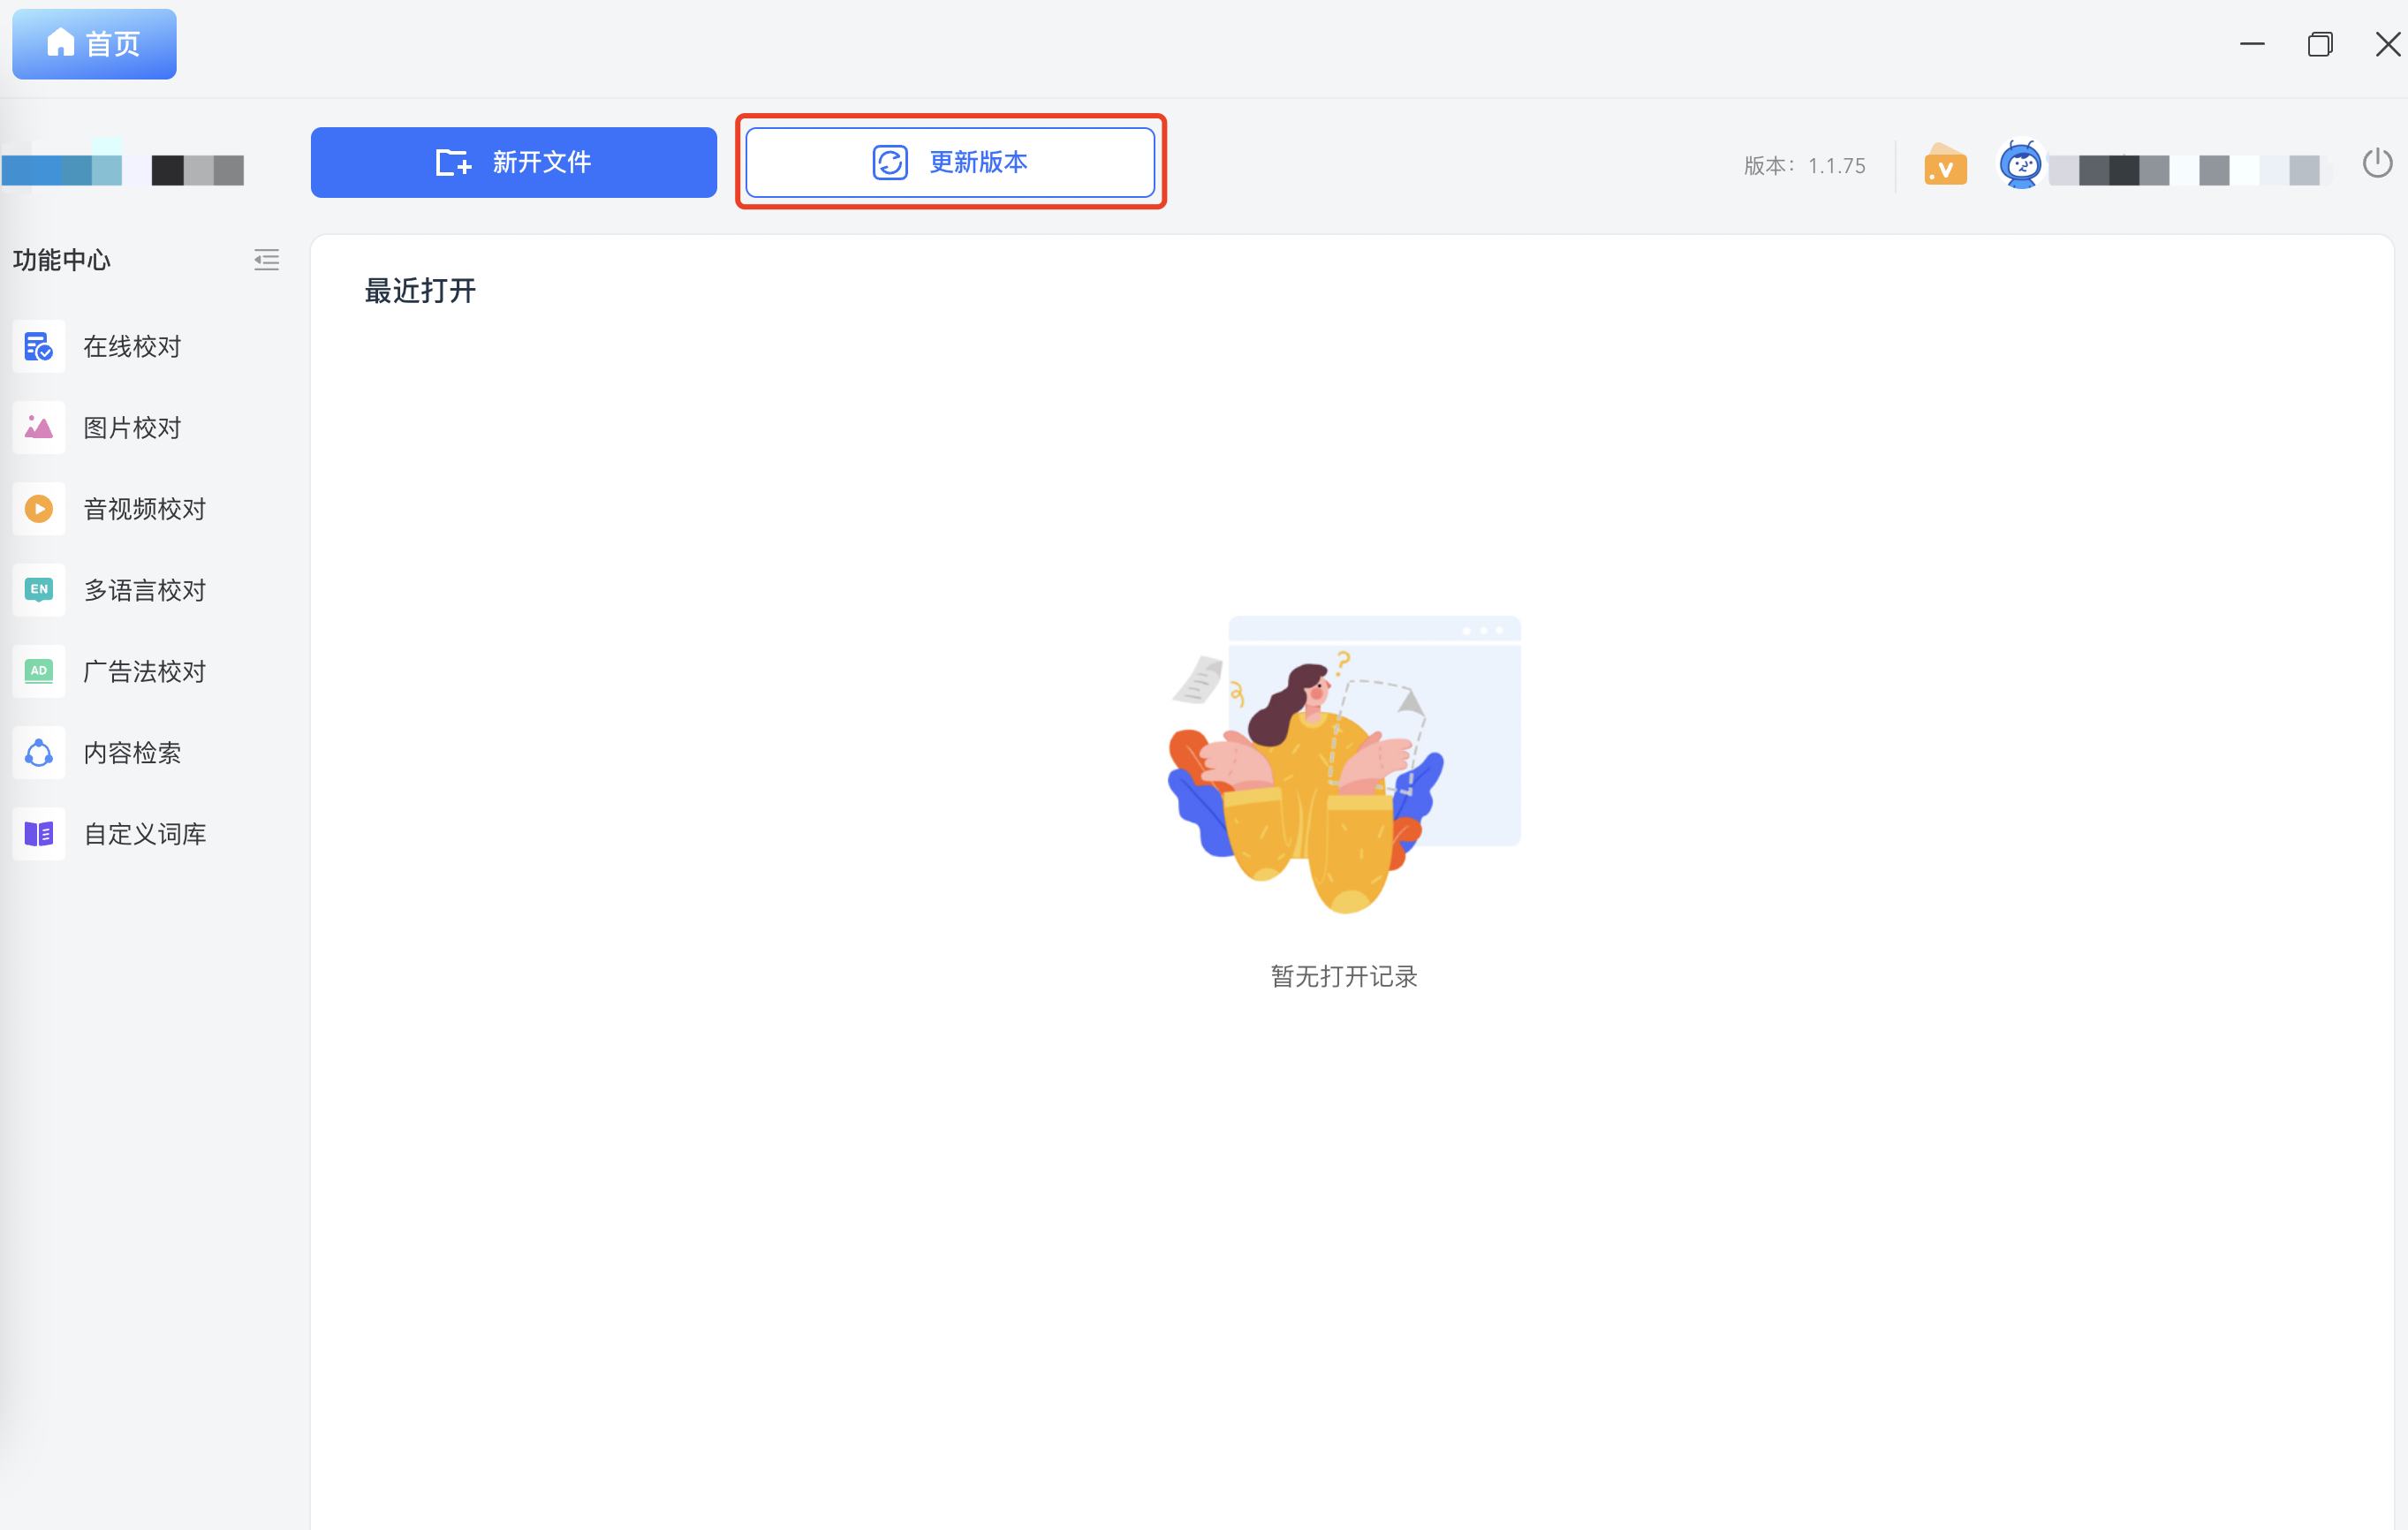 首页
新开文件
更新版本
版本：1.1.75
功能中心
最近打开
在线校对
图片校对
音视频校对
EN
多语言校对
AD
广告法校对
内容检索
自定义词库
暂无打开记录